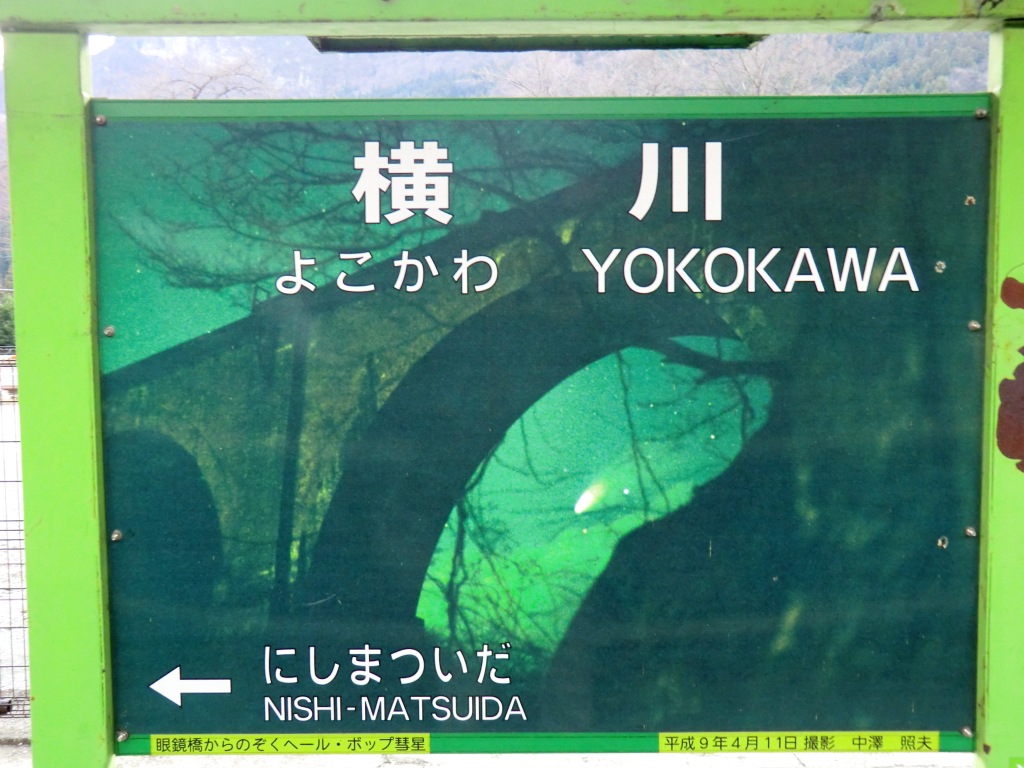 横 川
よこかわ YOKOKAWA
にしまついだ
NISHI-MATSUIDA
眼鏡橋からのぞくヘール・ボップ彗星
平成9年4月11日 撮影 中澤 照夫